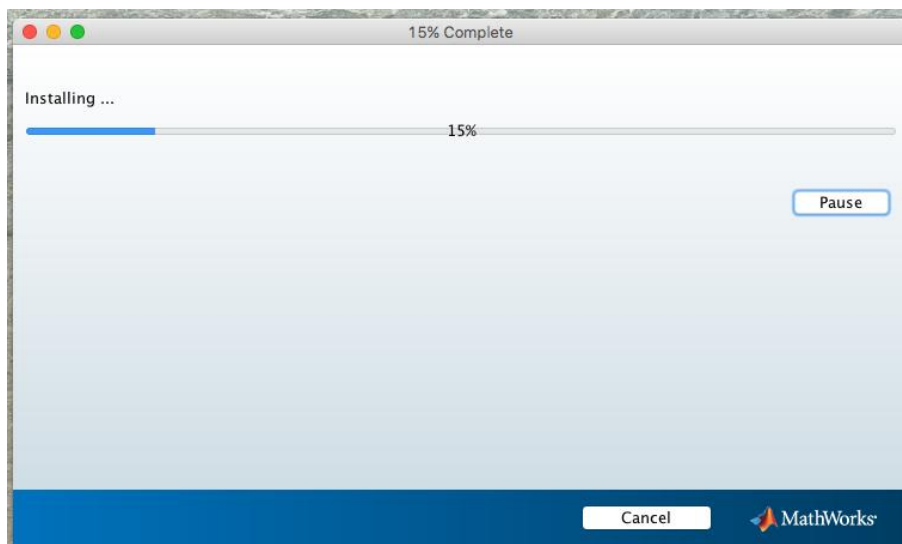 15% Complete
Installing ...
15%
Pause
Cancel
MathWorks®